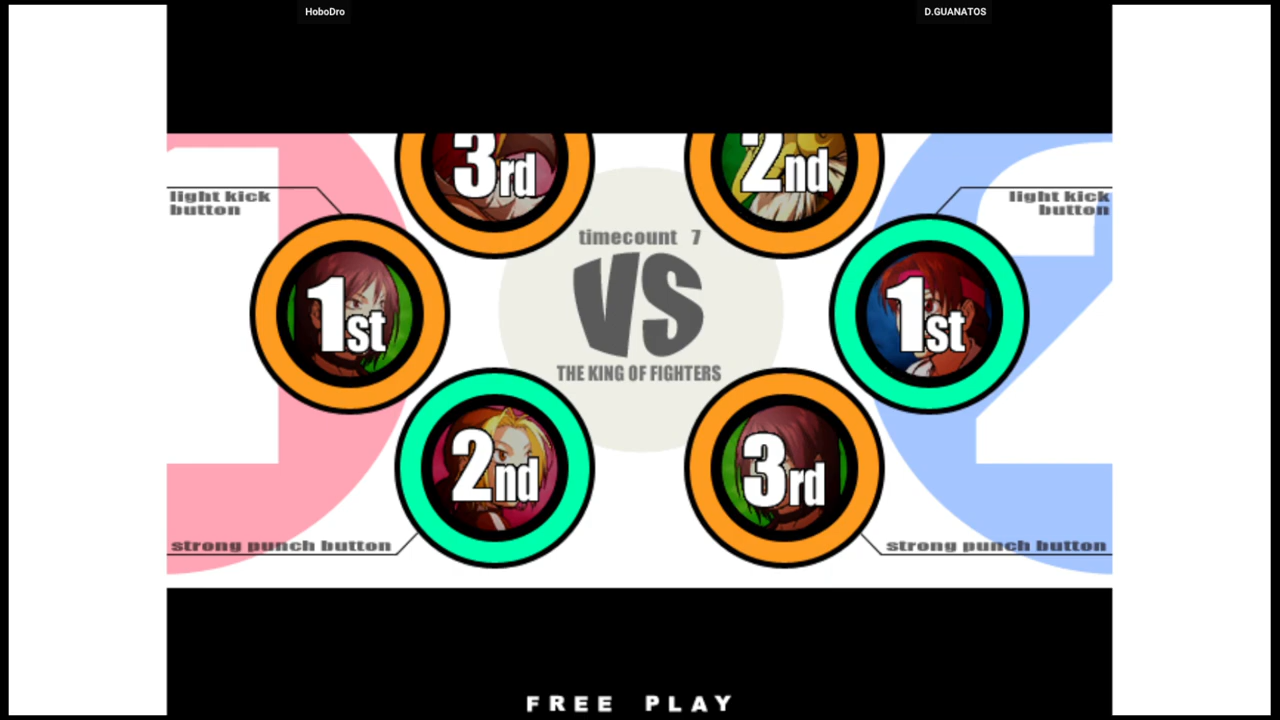 HoboDro
D.GUANATOS
3rd
2nd
light kick
button
light kick
button
timecount 7
1st
VS
1st
THE KING OF FIGHTERS
2nd
3rd
strong punch button
strong punch button
FREE PLAY